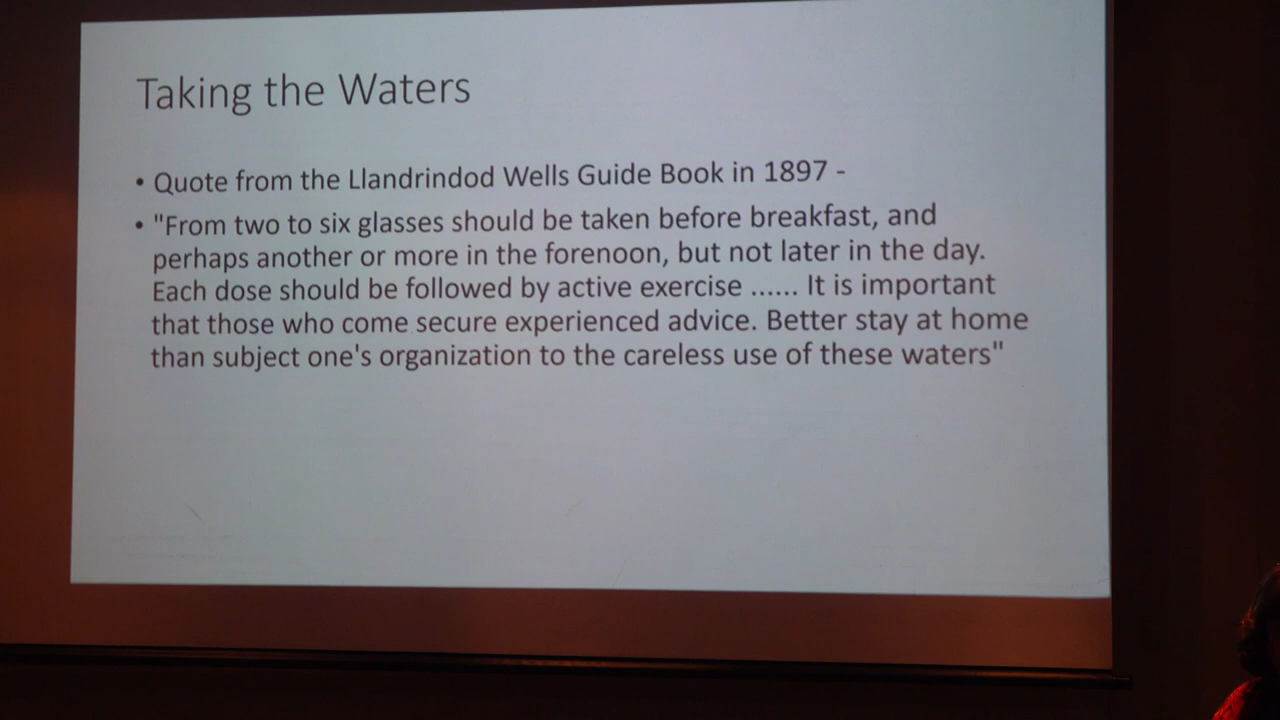 Taking the Waters
• Quote from the Llandrindod Wells Guide Book in 1897 -
• "From two to six glasses should be taken before breakfast, and
perhaps another or more in the forenoon, but not later in the day.
Each dose should be followed by active exercise ...... It is important
that those who come secure experienced advice. Better stay at home
than subject one's organization to the careless use of these waters"